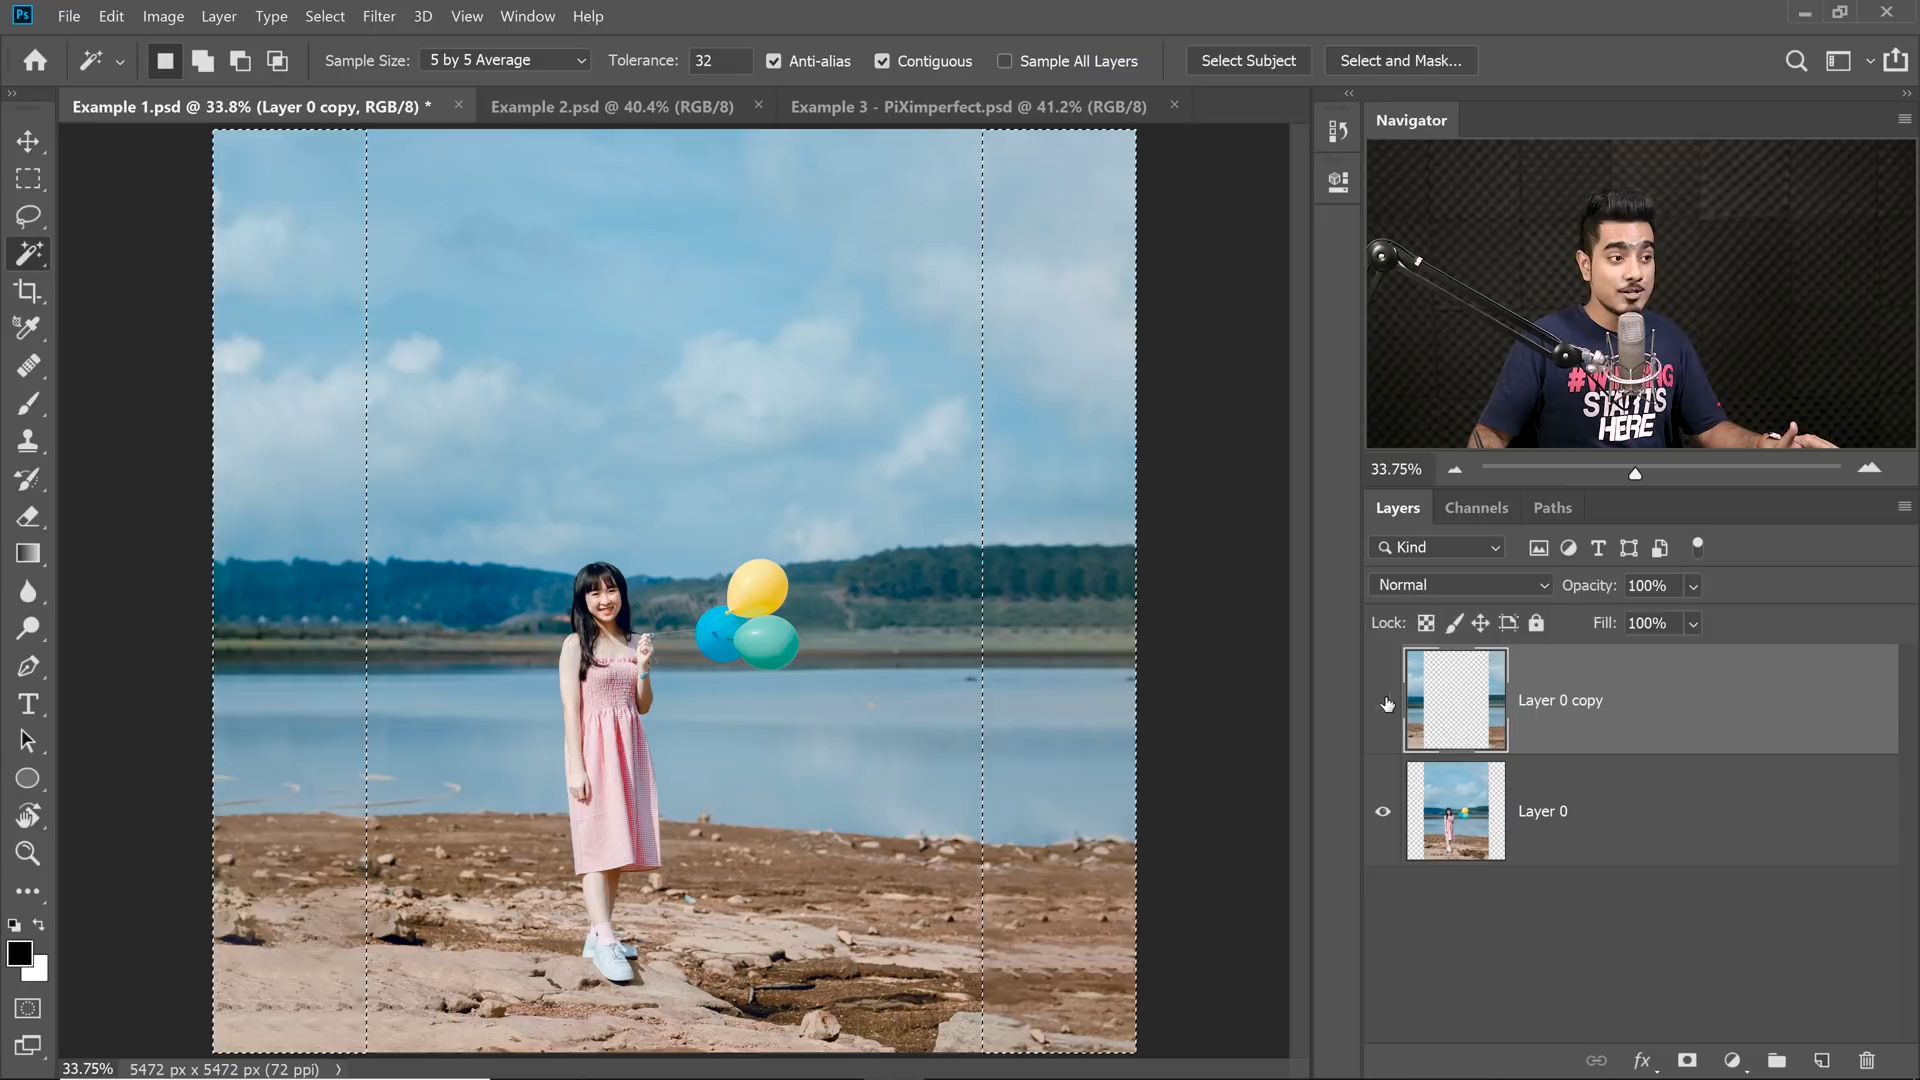 Ps File Edit Image Layer Type Select Filter 3D View Window Help
Sample Size: 5 by 5 Average Tolerance: 32 Anti-alias Contiguous Sample All Layers Select Subject Select and Mask...
Example 1.psd @ 33.8% (Layer 0 copy, RGB/8) * Example 2.psd @ 40.4% (RGB/8) Example 3 - PiXimperfect.psd @ 41.2% (RGB/8)
Navigator
STARTS
HERE
33.75%
Layers Channels Paths
Kind
Normal Opacity: 100%
Lock: Fill: 100%
Layer 0 copy
Layer 0
fx
33.75% 5472 px x 5472 px (72 ppi)